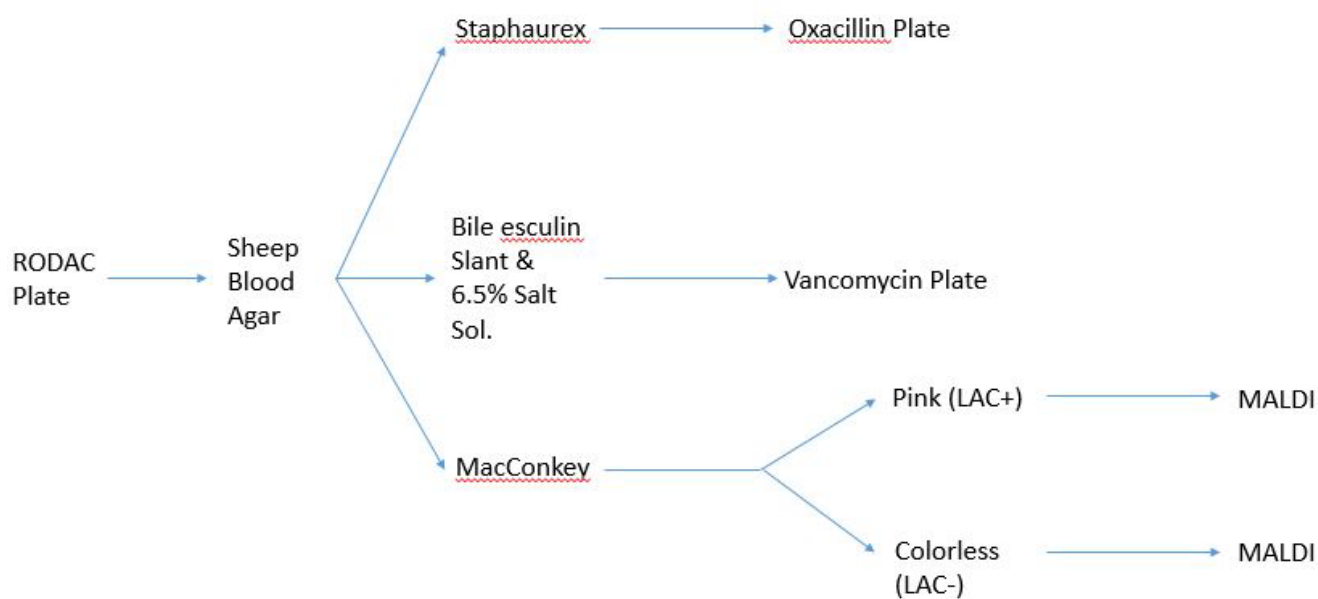 RODAC
Plate
Sheep
Blood
Agar
Staphaurex
Oxacillin Plate
Bile esculin
Slant &
6.5% Salt
Sol.
Vancomycin Plate
MacConkey
Pink (LAC+)
MALDI
Colorless
(LAC-)
MALDI